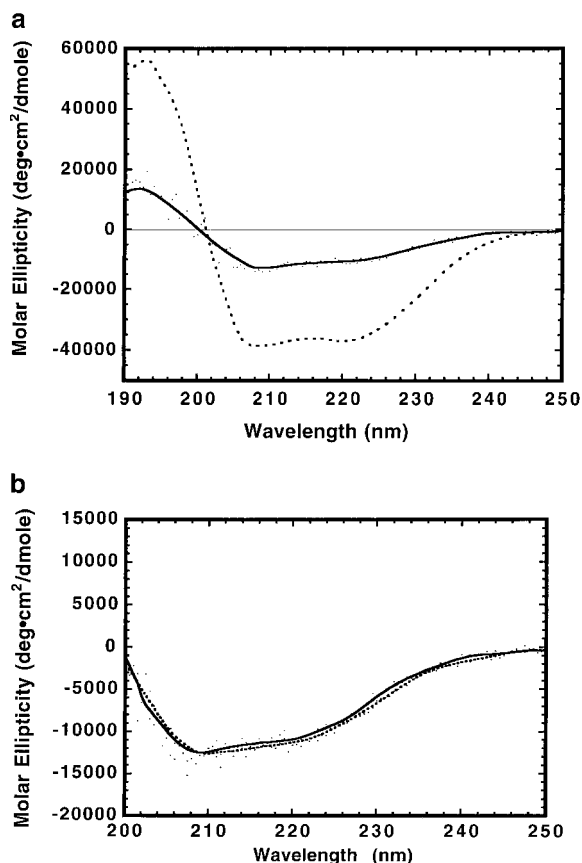 a
Molar Ellipticity (deg•cm²/dmole)
60000
40000
20000
0
-20000
-40000
190 200 210 220 230 240 250
Wavelength (nm)
b
Molar Ellipticity (deg•cm²/dmole)
15000
10000
5000
0
-5000
-10000
-15000
-20000
200 210 220 230 240 250
Wavelength (nm)